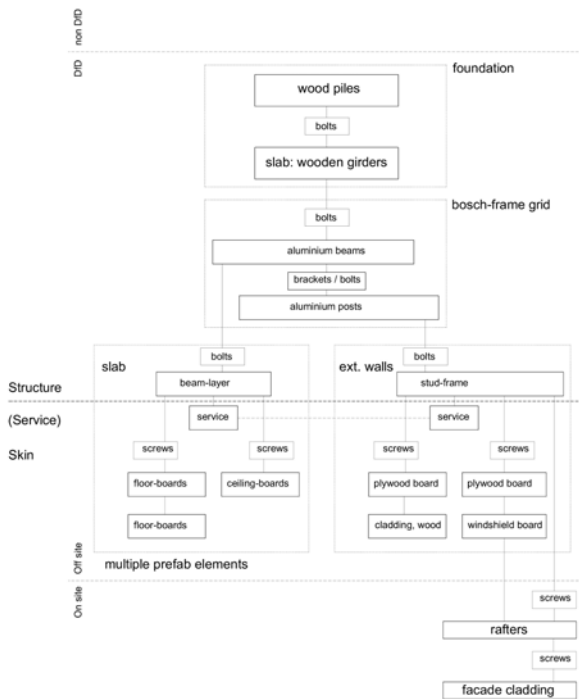 non DfD
DfD
foundation
wood piles
bolts
slab: wooden girders
bosch-frame grid
bolts
aluminium beams
brackets / bolts
aluminium posts
slab
bolts
ext. walls
bolts
Structure
beam-layer
stud-frame
(Service)
service
service
Skin
screws
screws
screws
screws
floor-boards
ceiling-boards
plywood board
plywood board
floor-boards
cladding, wood
windshield board
Off site
multiple prefab elements
On site
screws
rafters
screws
facade cladding